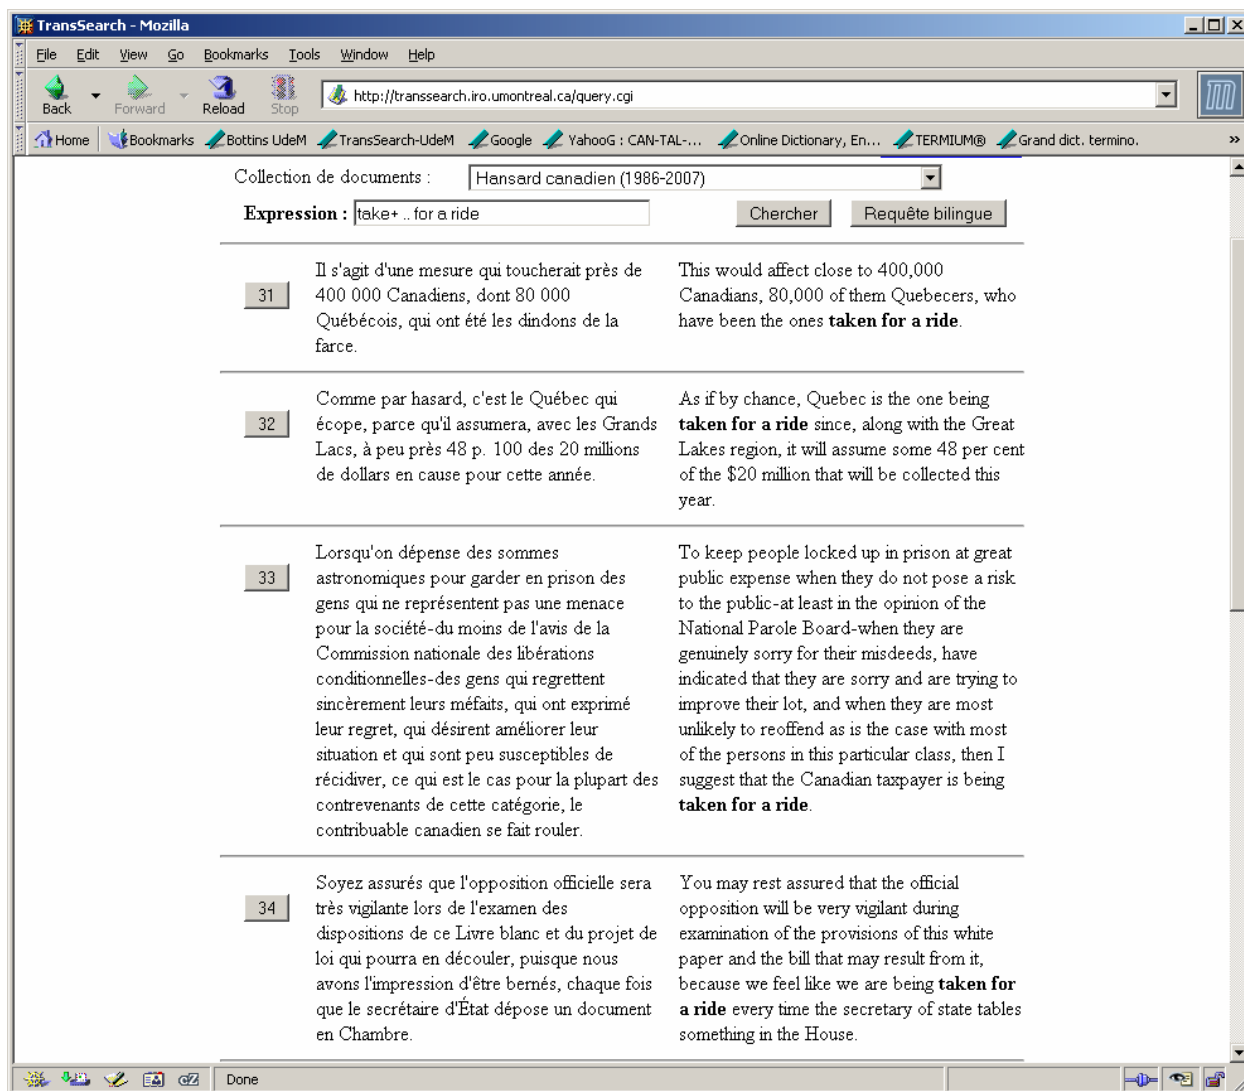 TransSearch - Mozilla
File Edit View Go Bookmarks Tools Window Help
Back Forward Reload Stop http://transsearch.iro.umontreal.ca/query.cgi
Home Bookmarks Bottins UdeM TransSearch-UdeM Google YahooG : CAN-TAL-... Online Dictionary, En... TERMIUM® Grand dict. termino. »
Collection de documents : Hansard canadien (1986-2007)
Expression : take+ .. for a ride Chercher Requête bilingue
31
Il s'agit d'une mesure qui toucherait près de
400 000 Canadiens, dont 80 000
Québécois, qui ont été les dindons de la
farce.
This would affect close to 400,000
Canadians, 80,000 of them Quebecers, who
have been the ones taken for a ride.
32
Comme par hasard, c'est le Québec qui
écope, parce qu'il assumera, avec les Grands
Lacs, à peu près 48 p. 100 des 20 millions
de dollars en cause pour cette année.
As if by chance, Quebec is the one being
taken for a ride since, along with the Great
Lakes region, it will assume some 48 per cent
of the $20 million that will be collected this
year.
33
Lorsqu'on dépense des sommes
astronomiques pour garder en prison des
gens qui ne représentent pas une menace
pour la société-du moins de l'avis de la
Commission nationale des libérations
conditionnelles-des gens qui regrettent
sincèrement leurs méfaits, qui ont exprimé
leur regret, qui désirent améliorer leur
situation et qui sont peu susceptibles de
récidiver, ce qui est le cas pour la plupart des
contrevenants de cette catégorie, le
contribuable canadien se fait rouler.
To keep people locked up in prison at great
public expense when they do not pose a risk
to the public-at least in the opinion of the
National Parole Board-when they are
genuinely sorry for their misdeeds, have
indicated that they are sorry and are trying to
improve their lot, and when they are most
unlikely to reoffend as is the case with most
of the persons in this particular class, then I
suggest that the Canadian taxpayer is being
taken for a ride.
34
Soyez assurés que l'opposition officielle sera
très vigilante lors de l'examen des
dispositions de ce Livre blanc et du projet de
loi qui pourra en découler, puisque nous
avons l'impression d'être bernés, chaque fois
que le secrétaire d'État dépose un document
en Chambre.
You may rest assured that the official
opposition will be very vigilant during
examination of the provisions of this white
paper and the bill that may result from it,
because we feel like we are being taken for
a ride every time the secretary of state tables
something in the House.
Done